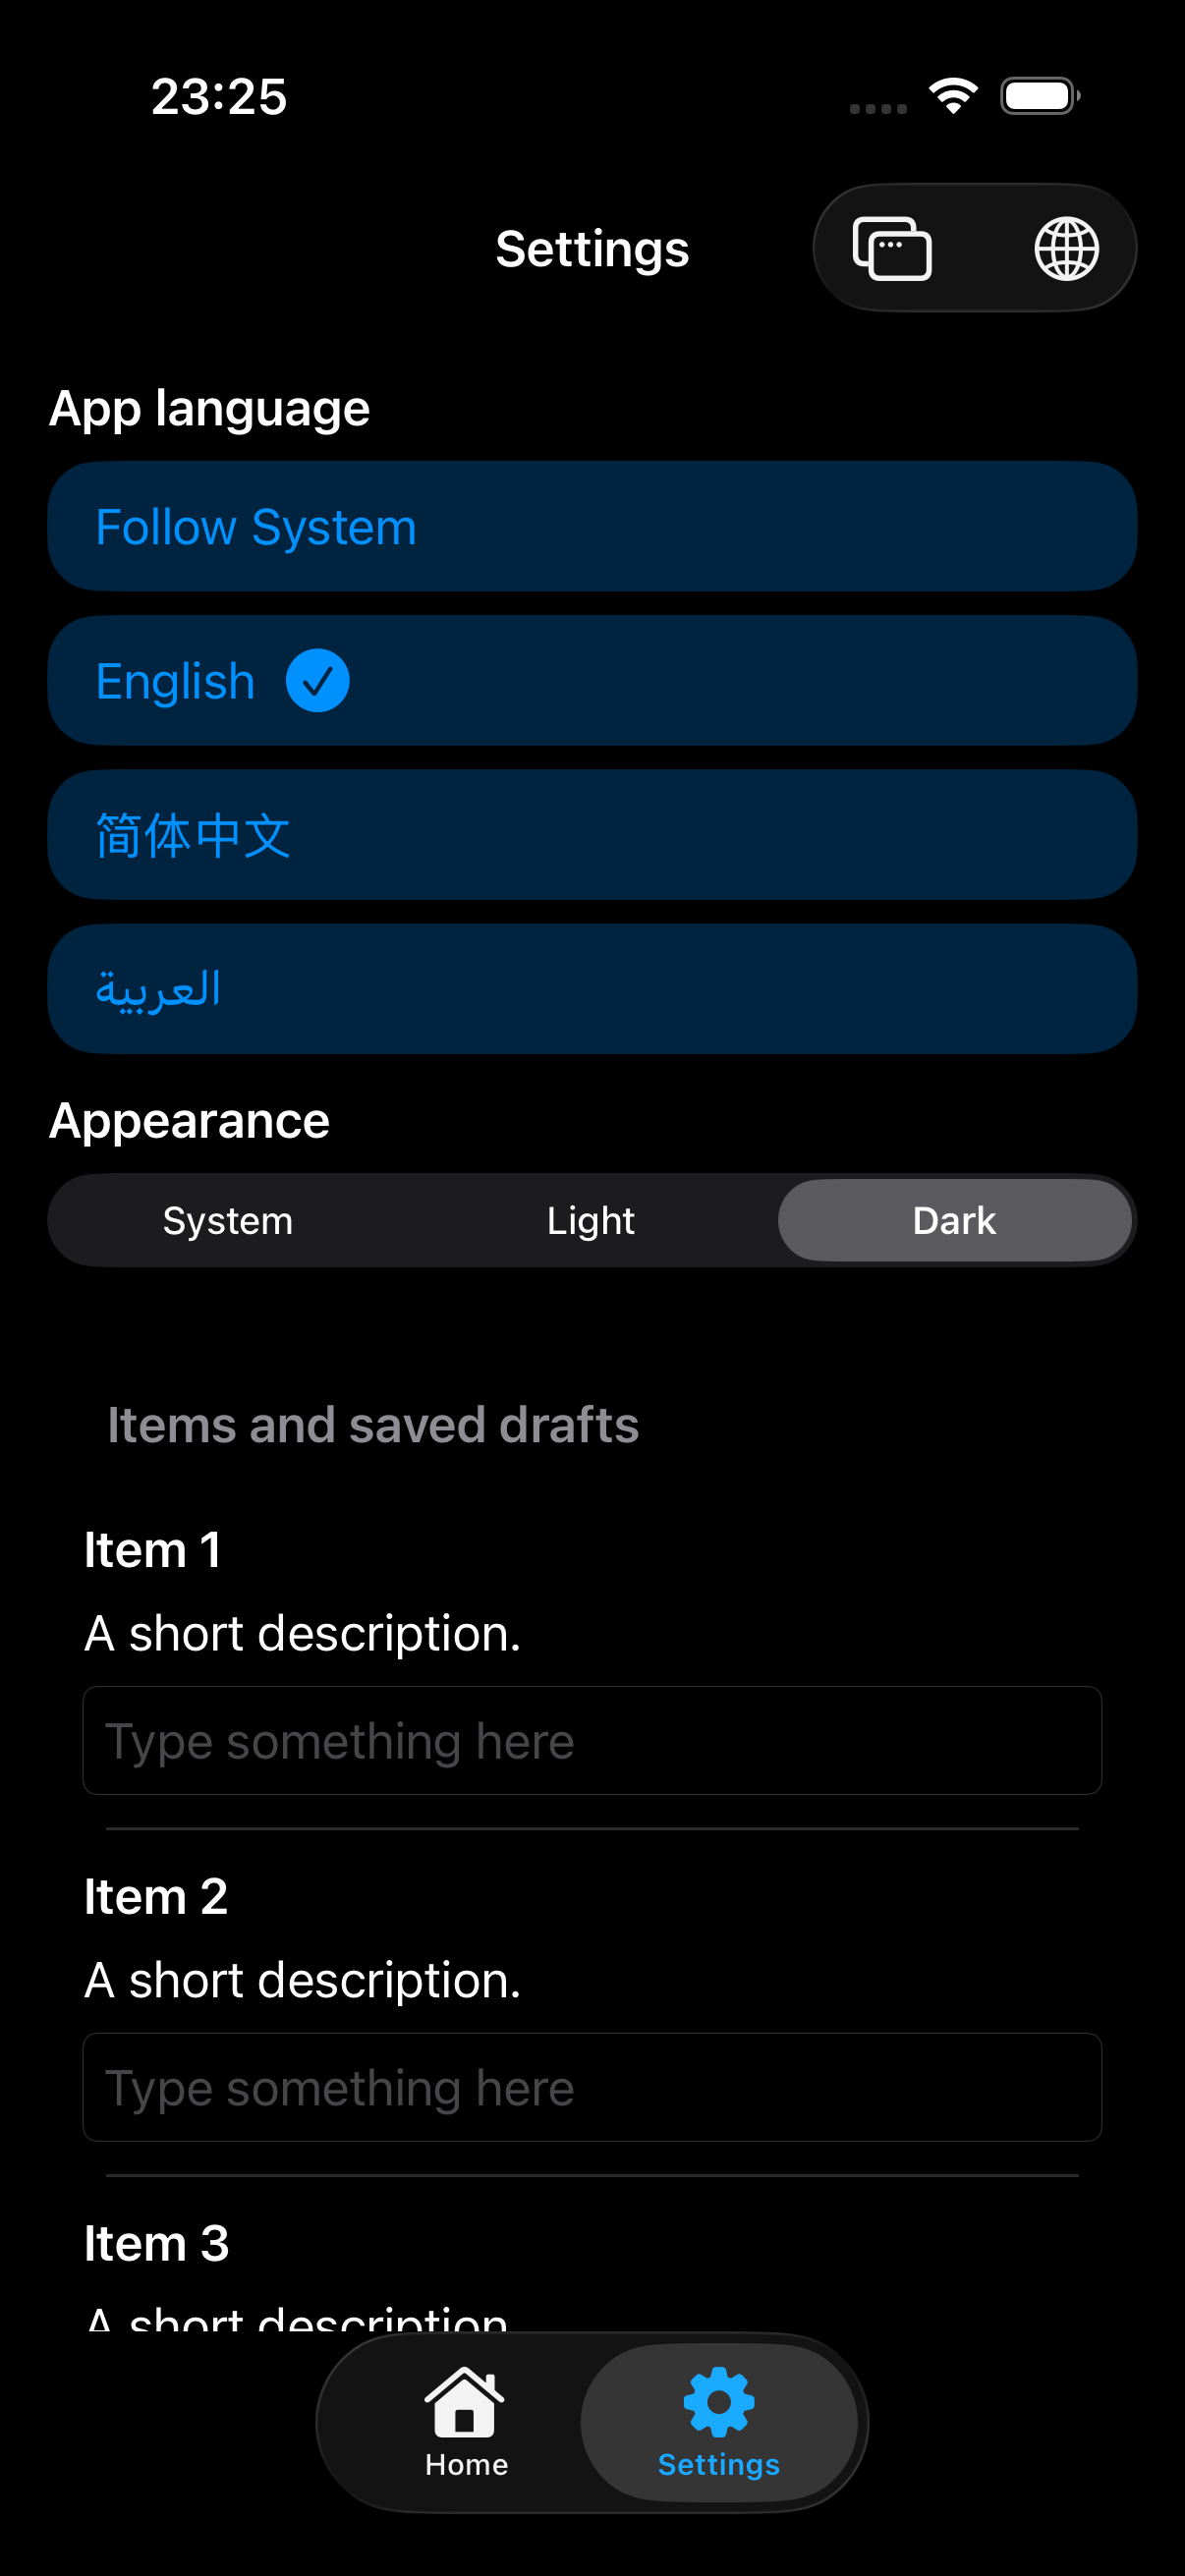 23:25
Settings
App language
Follow System
English
简体中文
العربية
Appearance
System Light Dark
Items and saved drafts
Item 1
A short description.
Type something here
Item 2
A short description.
Type something here
Item 3
A short description.
Home Settings